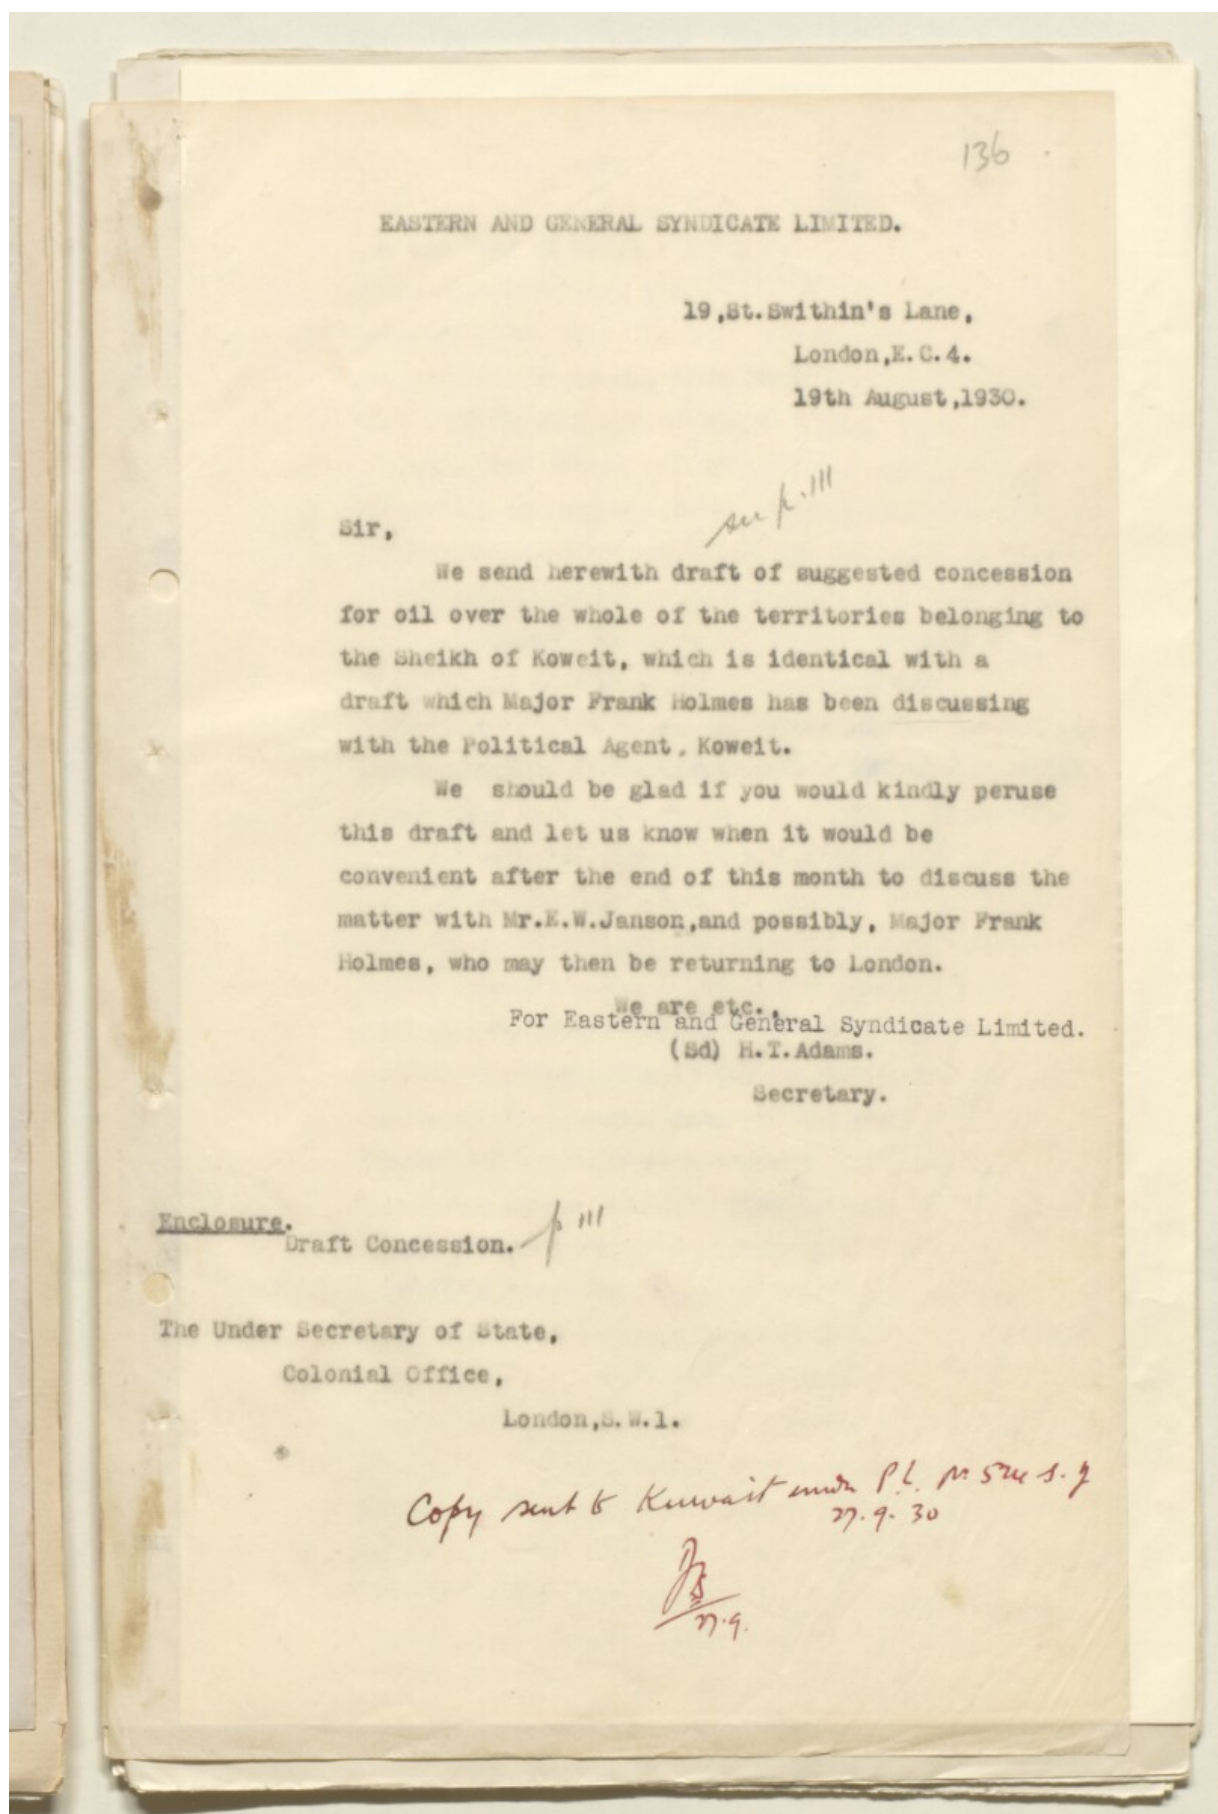 136
EASTERN AND GENERAL SYNDICATE LIMITED.
19,St.Swithin's Lane,
London,E.C.4.
19th August,1930.
see p.111
Sir,
We send herewith draft of suggested concession
for oil over the whole of the territories belonging to
the Sheikh of Koweit, which is identical with a
draft which Major Frank Holmes has been discussing
with the Political Agent, Koweit.
We should be glad if you would kindly peruse
this draft and let us know when it would be
convenient after the end of this month to discuss the
matter with Mr.E.W.Janson,and possibly, Major Frank
Holmes, who may then be returning to London.
We are etc.,
For Eastern and General Syndicate Limited.
(Sd) H.T.Adams.
Secretary.
Enclosure.
Draft Concession. p 111
The Under Secretary of State,
Colonial Office,
London,S.W.1.
Copy sent to Kuwait under P.L.
27.9.30
27.9.